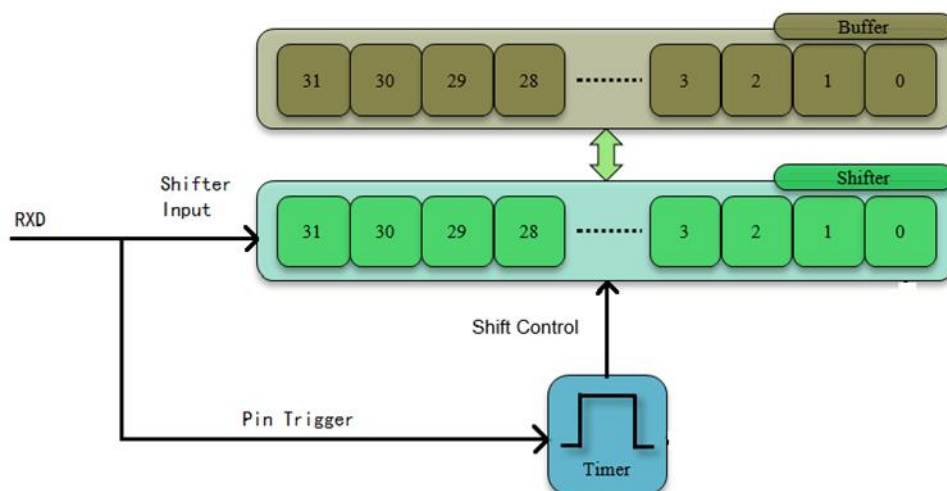 Buffer
31 30 29 28 3 2 1 0
Shifter
Input
Shifter
RXD
31 30 29 28 3 2 1 0
Shift Control
Pin Trigger
Timer